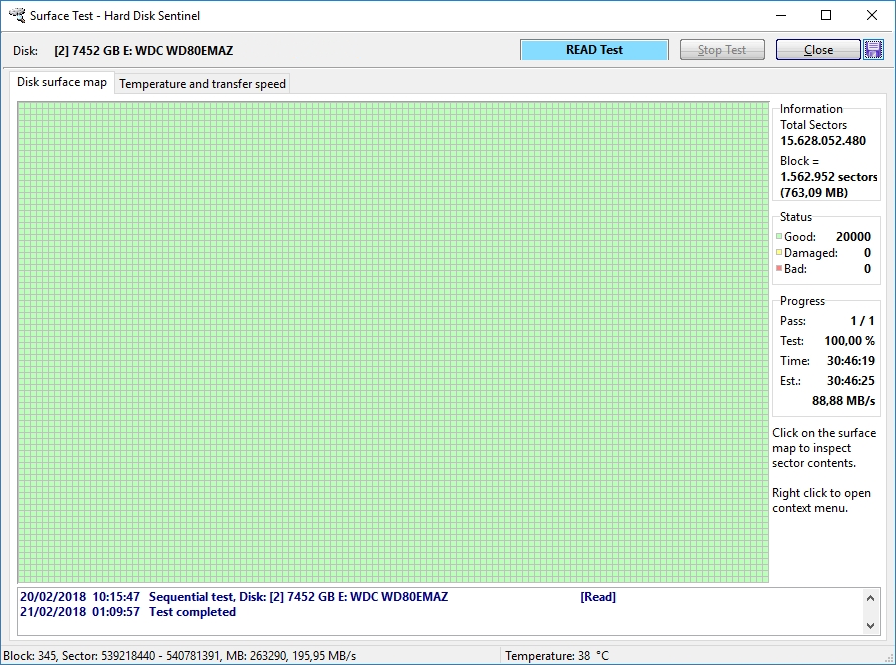 Surface Test - Hard Disk Sentinel
Disk: [2] 7452 GB E: WDC WD80EMAZ
READ Test
Stop Test
Close
Disk surface map
Temperature and transfer speed
Information
Total Sectors
15.628.052.480
Block =
1.562.952 sectors
(763,09 MB)
Status
Good: 20000
Damaged: 0
Bad: 0
Progress
Pass: 1 / 1
Test: 100,00 %
Time: 30:46:19
Est.: 30:46:25
88,88 MB/s
Click on the surface
map to inspect
sector contents.
Right click to open
context menu.
20/02/2018 10:15:47 Sequential test, Disk: [2] 7452 GB E: WDC WD80EMAZ [Read]
21/02/2018 01:09:57 Test completed
Block: 345, Sector: 539218440 - 540781391, MB: 263290, 195,95 MB/s
Temperature: 38 °C